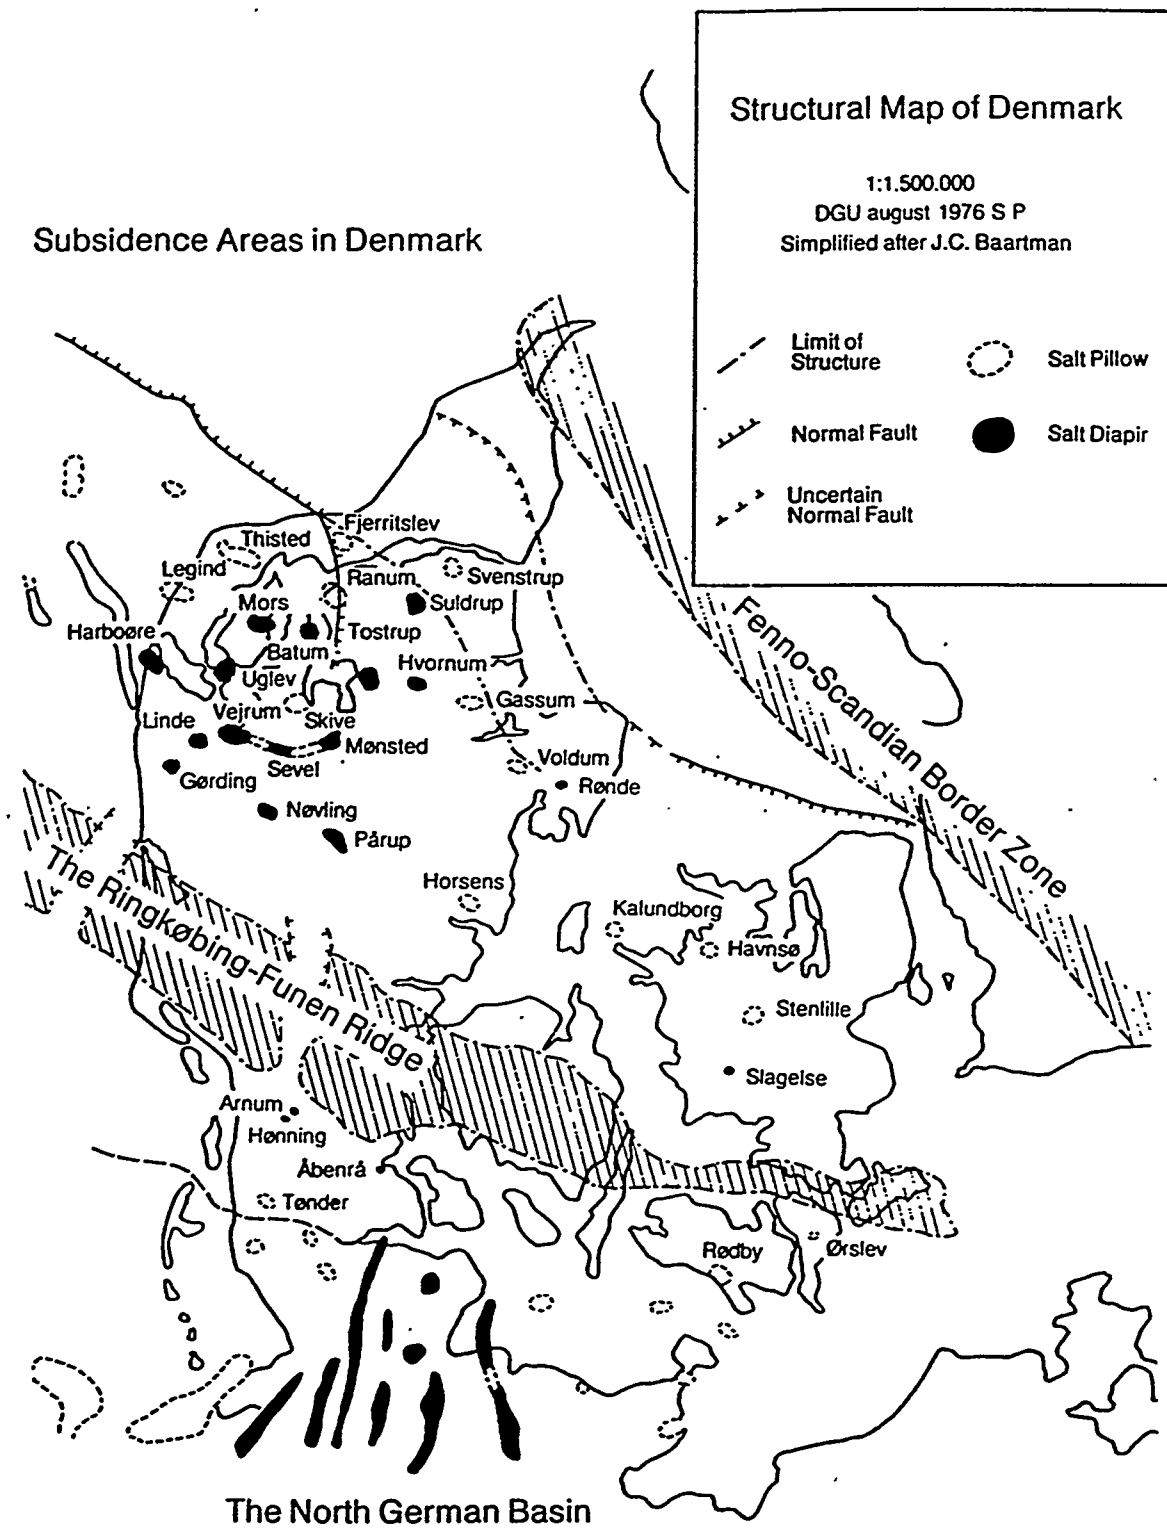 Structural Map of Denmark
1:1.500.000
DGU august 1976 S P
Simplified after J.C. Baartman
Limit of
Structure
Salt Pillow
Normal Fault
Salt Diapir
Uncertain
Normal Fault
Subsidence Areas in Denmark
Fjerritslev
Thisted
Legind
Ranum
Svenstrup
Mors
Suldrup
Harboøre
Tostrup
Batum
Hvornum
Uglev
Gassum
Vejrum
Linde
Skive
Mønsted
Sevel
Voldum
Gørding
Rønde
Nøvling
Pårup
Fenno-Scandian Border Zone
The Ringkøbing-Funen Ridge
Horsens
Kalundborg
Havnsø
Stenlille
Slagelse
Arnum
Hønning
Åbenrå
Tønder
Rødby
Ørslev
The North German Basin